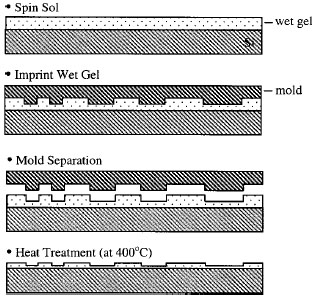 • Spin Sol
wet gel
Si
• Imprint Wet Gel
mold
• Mold Separation
• Heat Treatment (at 400°C)